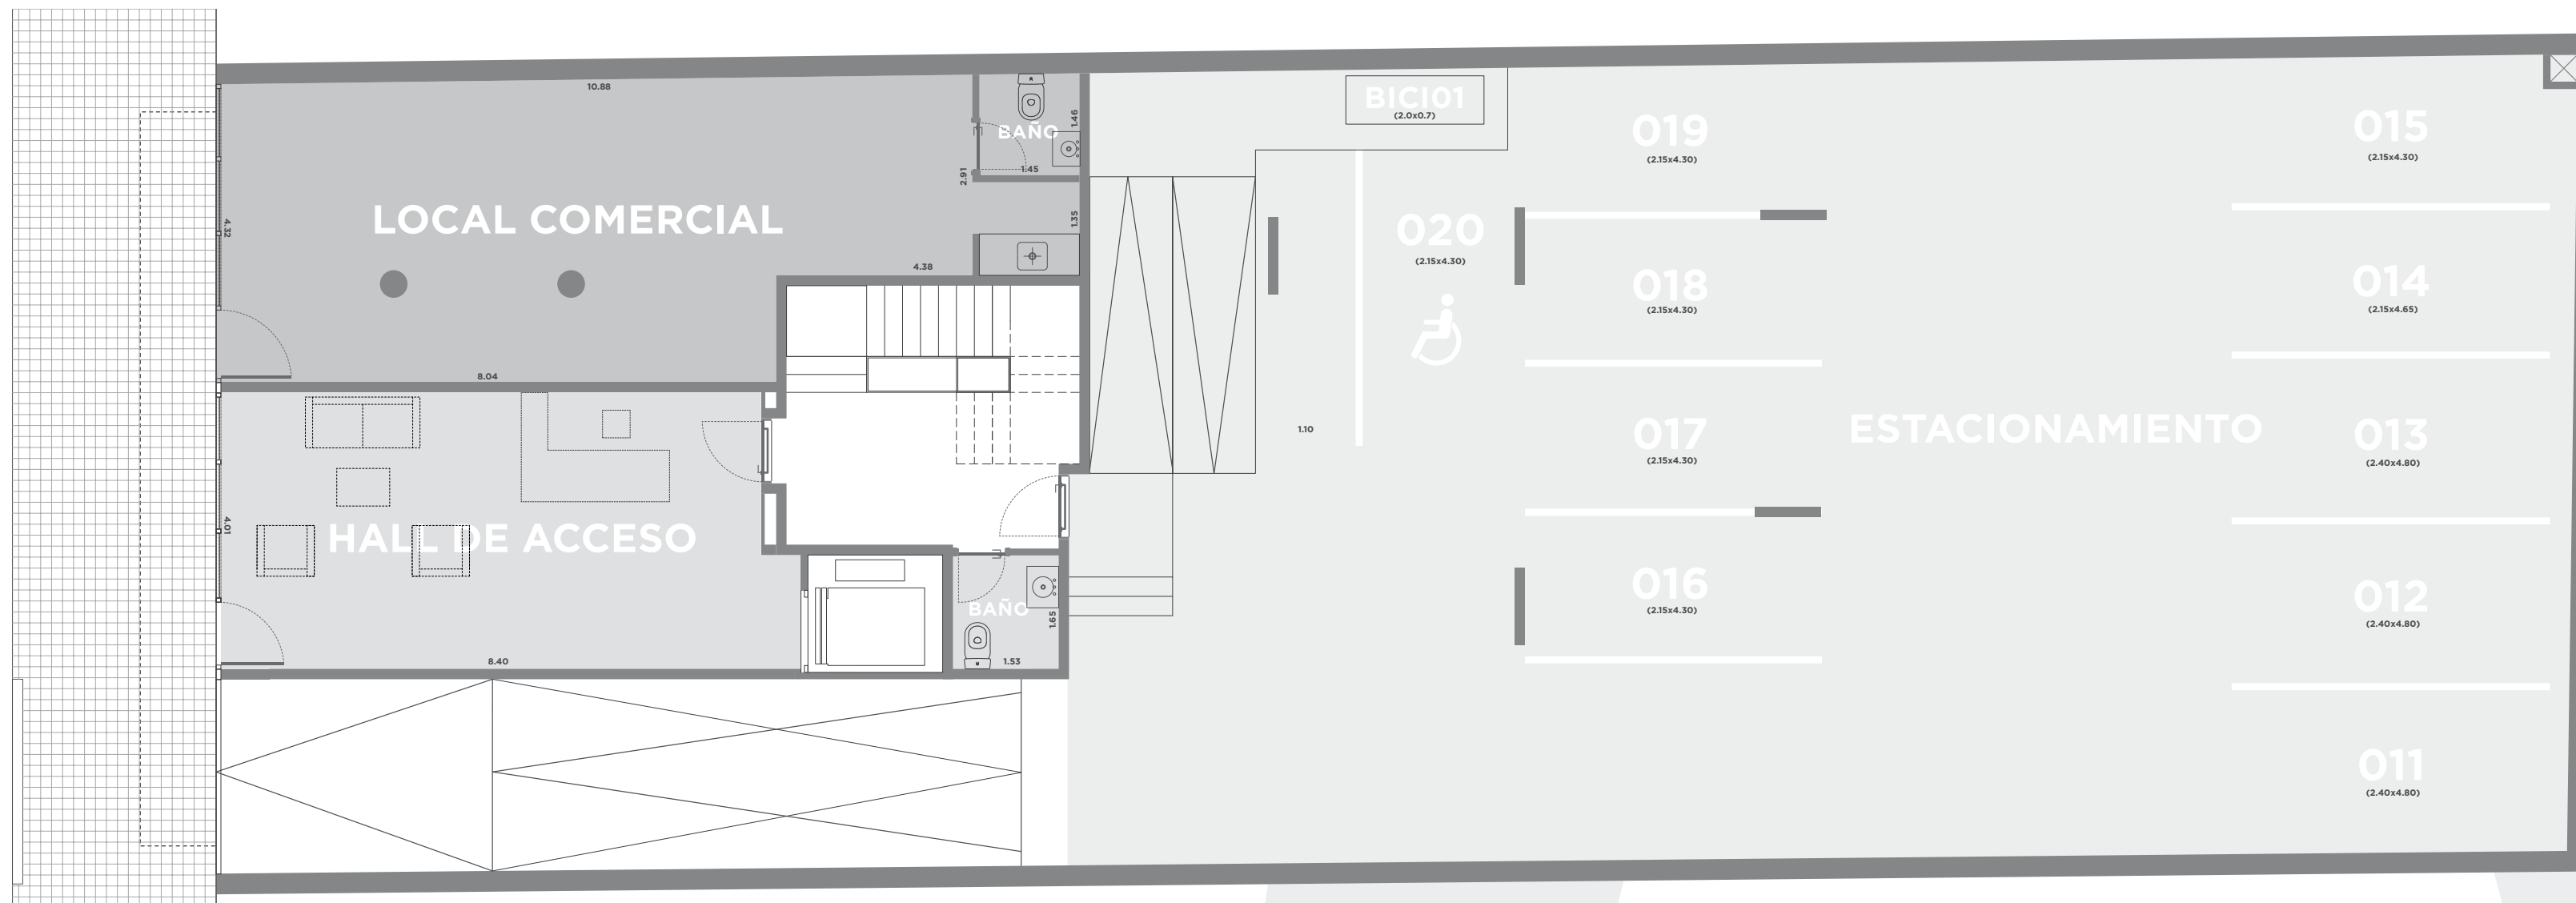 10.88
BAÑO
1.46
1.45
2.91
LOCAL COMERCIAL
4.32
1.35
4.38
8.04
HALL DE ACCESO
4.01
8.40
BAÑO
1.65
1.53
BICI01
(2.0x0.7)
020
(2.15x4.30)
1.10
019
(2.15x4.30)
018
(2.15x4.30)
017
(2.15x4.30)
016
(2.15x4.30)
ESTACIONAMIENTO
015
(2.15x4.30)
014
(2.15x4.65)
013
(2.40x4.80)
012
(2.40x4.80)
011
(2.40x4.80)